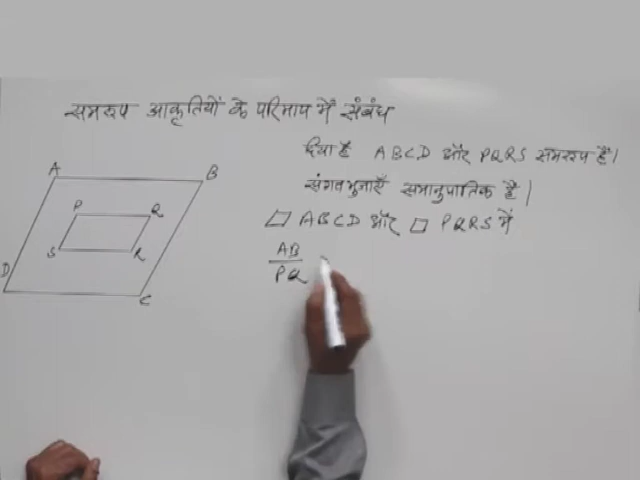 समरुप आकृतियों के परिमाप में संबंध
दिया है ABCD और PQRS समरुप हैं।
संगत भुजाएँ समानुपातिक हैं।
ABCD और PQRS में
AB
PQ
A
B
P
Q
S
R
D
C